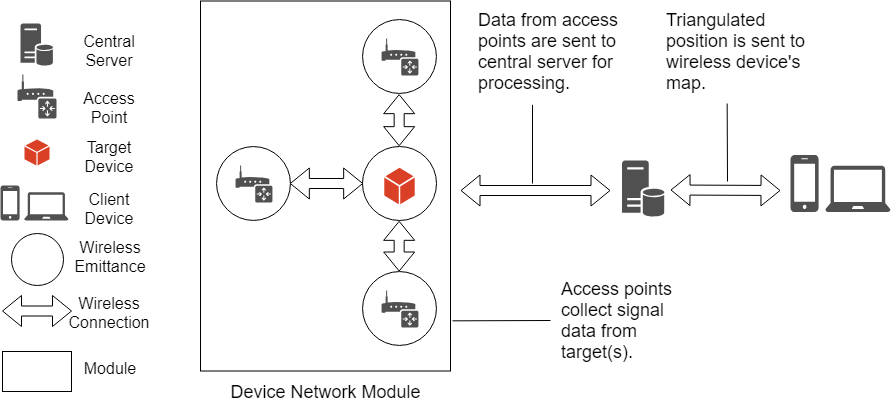 Central
Server
Access
Point
Target
Device
Client
Device
Wireless
Emittance
Wireless
Connection
Module
Device Network Module
Data from access
points are sent to
central server for
processing.
Triangulated
position is sent to
wireless device's
map.
Access points
collect signal
data from
target(s).